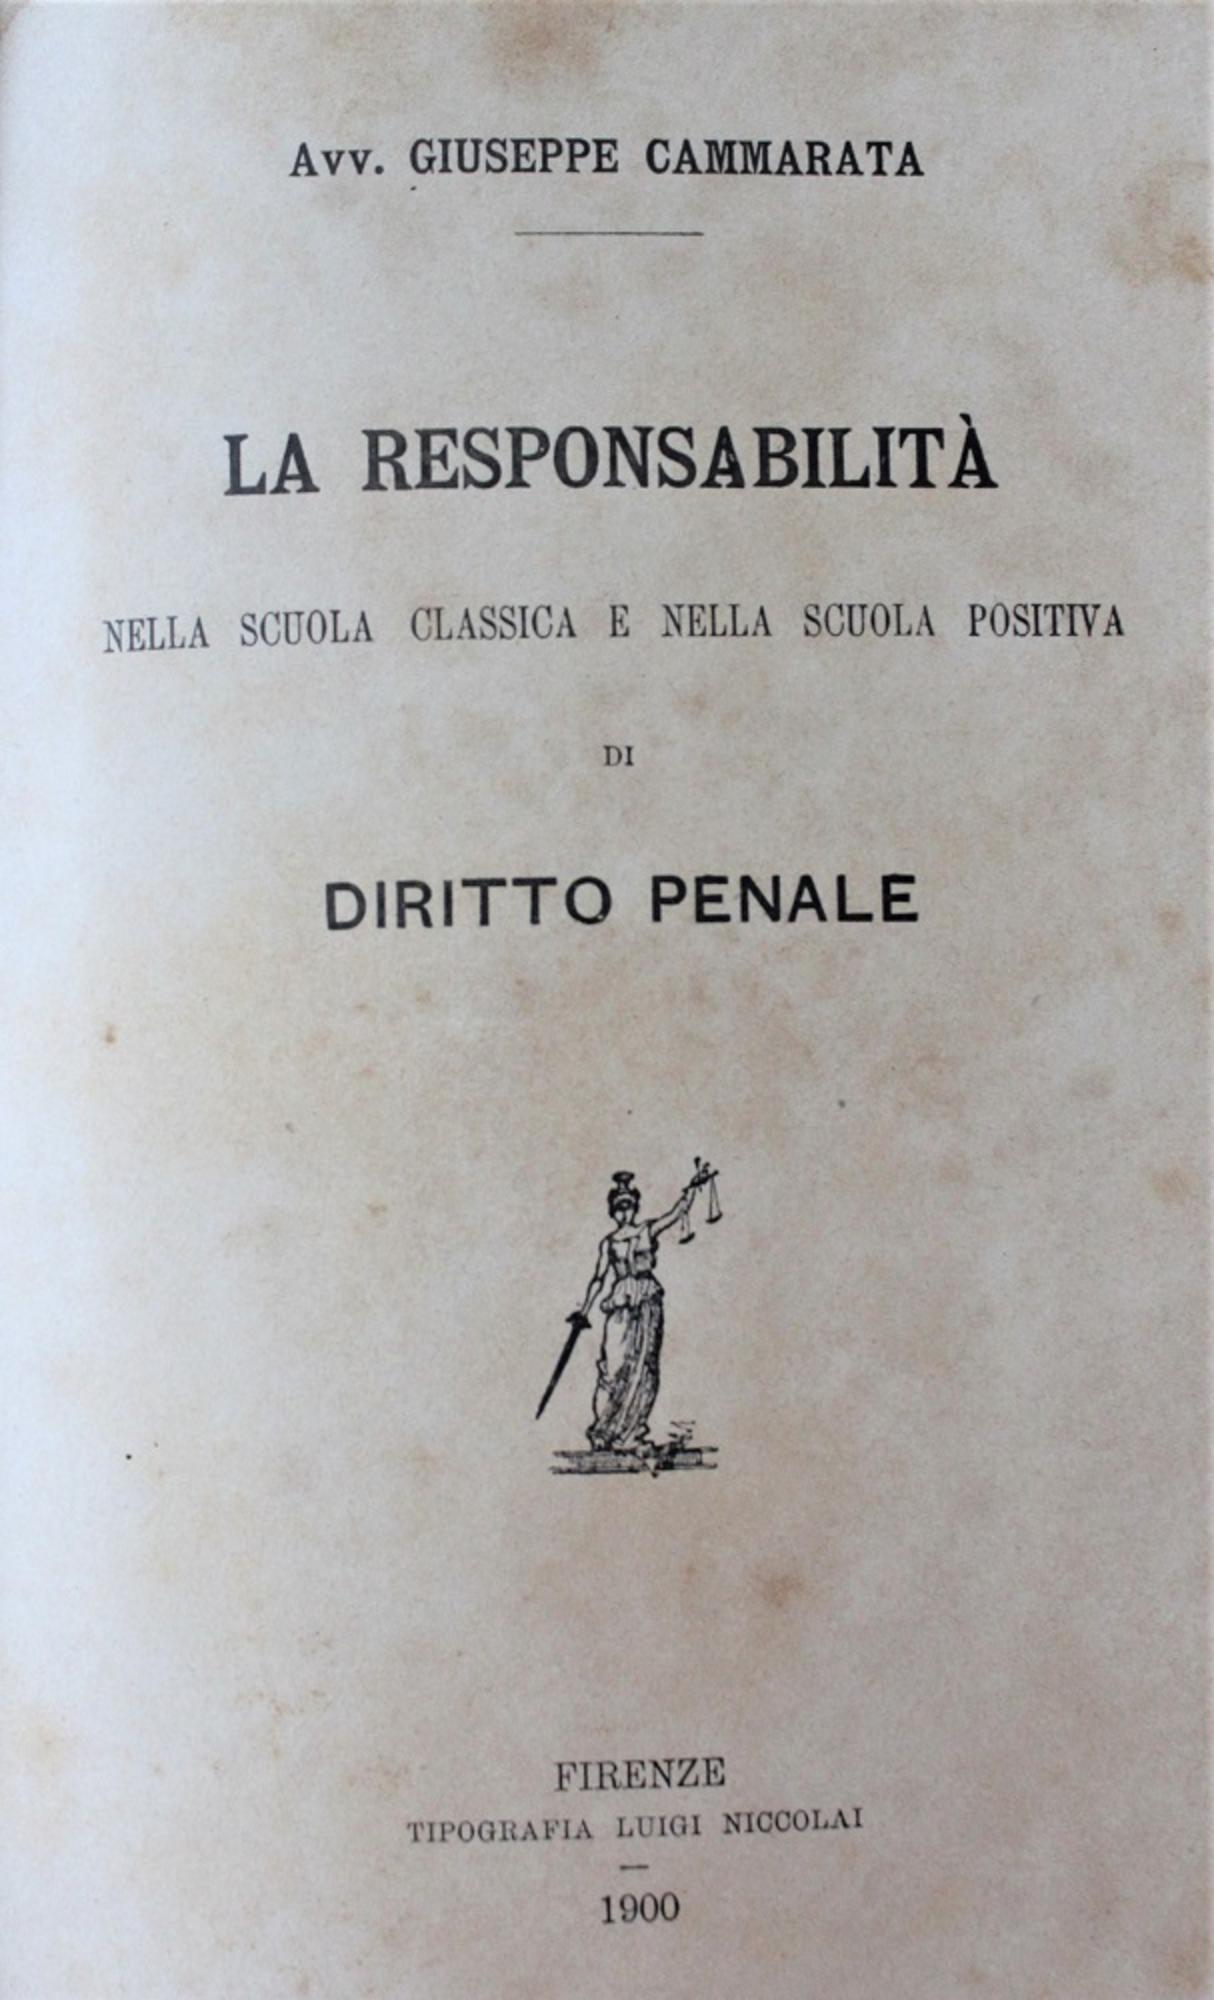 Avv. GIUSEPPE CAMMARATA
LA RESPONSABILITÀ
NELLA SCUOLA CLASSICA E NELLA SCUOLA POSITIVA
DI
DIRITTO PENALE
FIRENZE
TIPOGRAFIA LUIGI NICCOLAI
1900